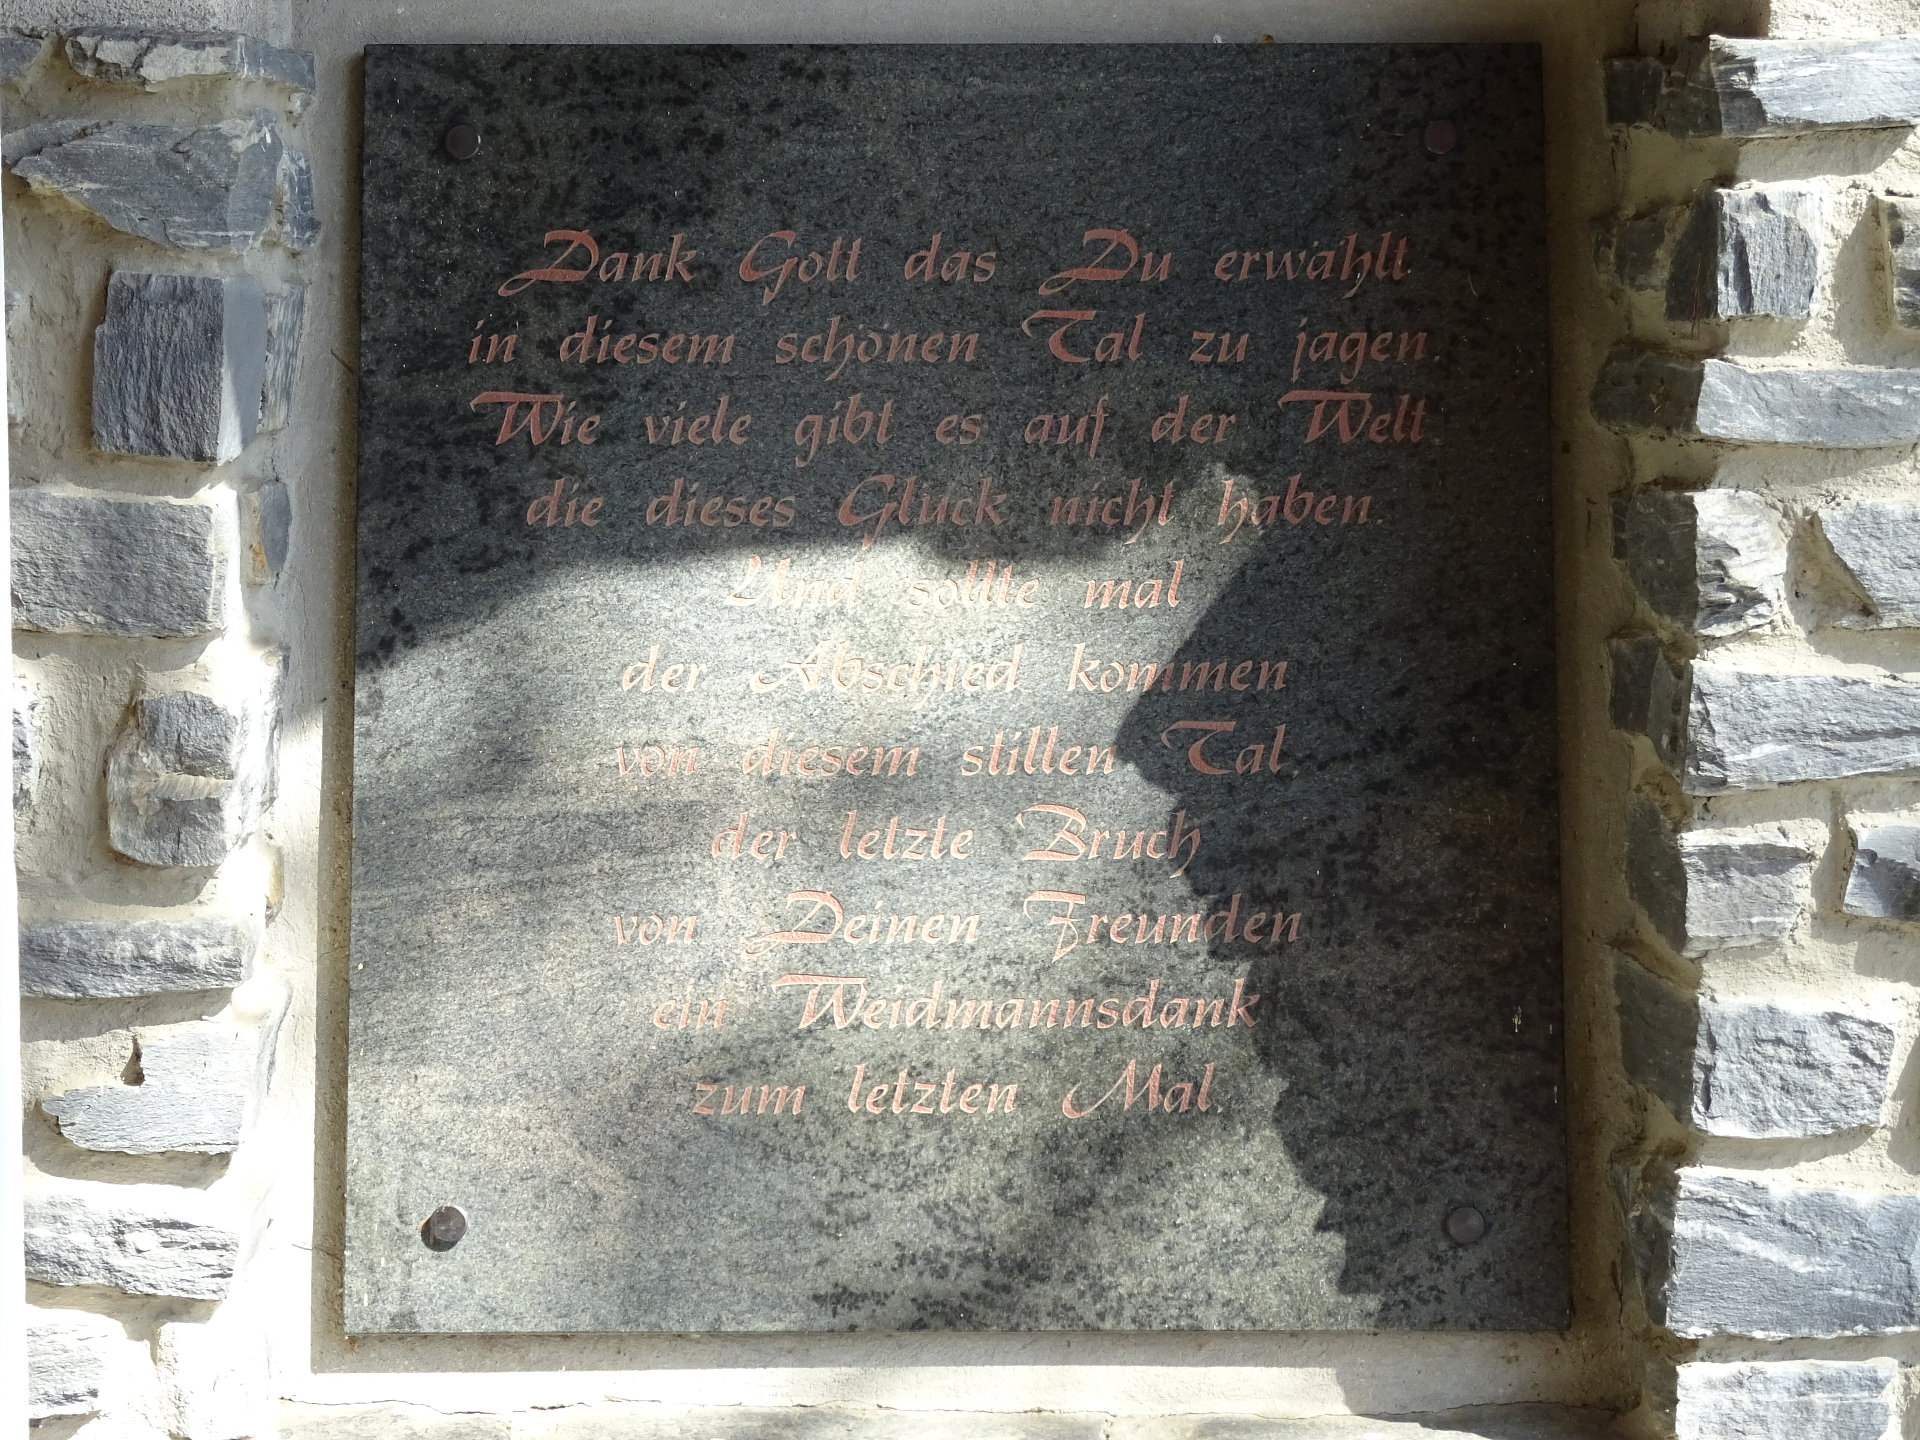 Dank Gott das Du erwählt
in diesem schönen Tal zu jagen.
Wie viele gibt es auf der Welt.
die dieses Glück nicht haben.
Und sollte mal
der Abschied kommen
von diesem stillen Tal
der letzte Bruch
von Deinen Freunden
ein Weidmannsdank
zum letzten Mal.